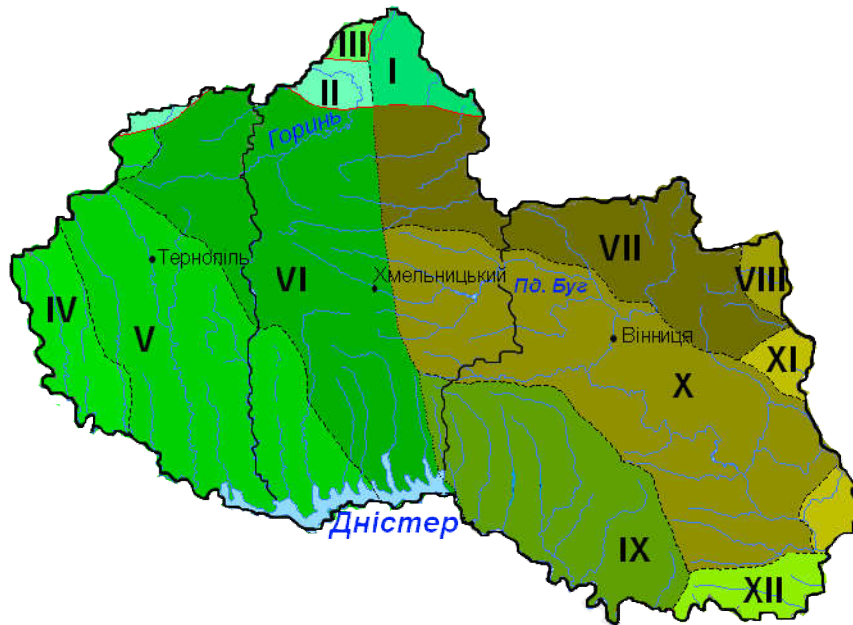 III
I
II
Горинь
VII
Тернопіль
VI
Хмельницький
Пд. Буг
VIII
IV
V
Вінниця
XI
X
Дністер
IX
XII